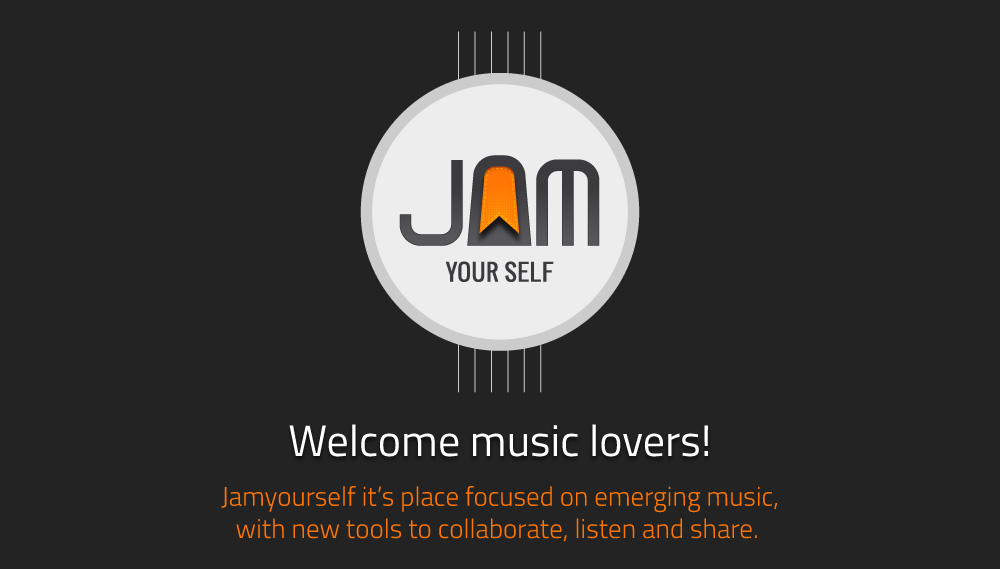 JAM
YOUR SELF
Welcome music lovers!
Jamyourself it’s place focused on emerging music,
with new tools to collaborate, listen and share.